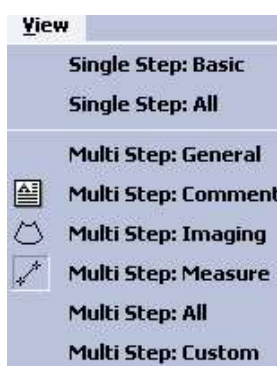 View
Single Step: Basic
Single Step: All
Multi Step: General
Multi Step: Comment
Multi Step: Imaging
Multi Step: Measure
Multi Step: All
Multi Step: Custom